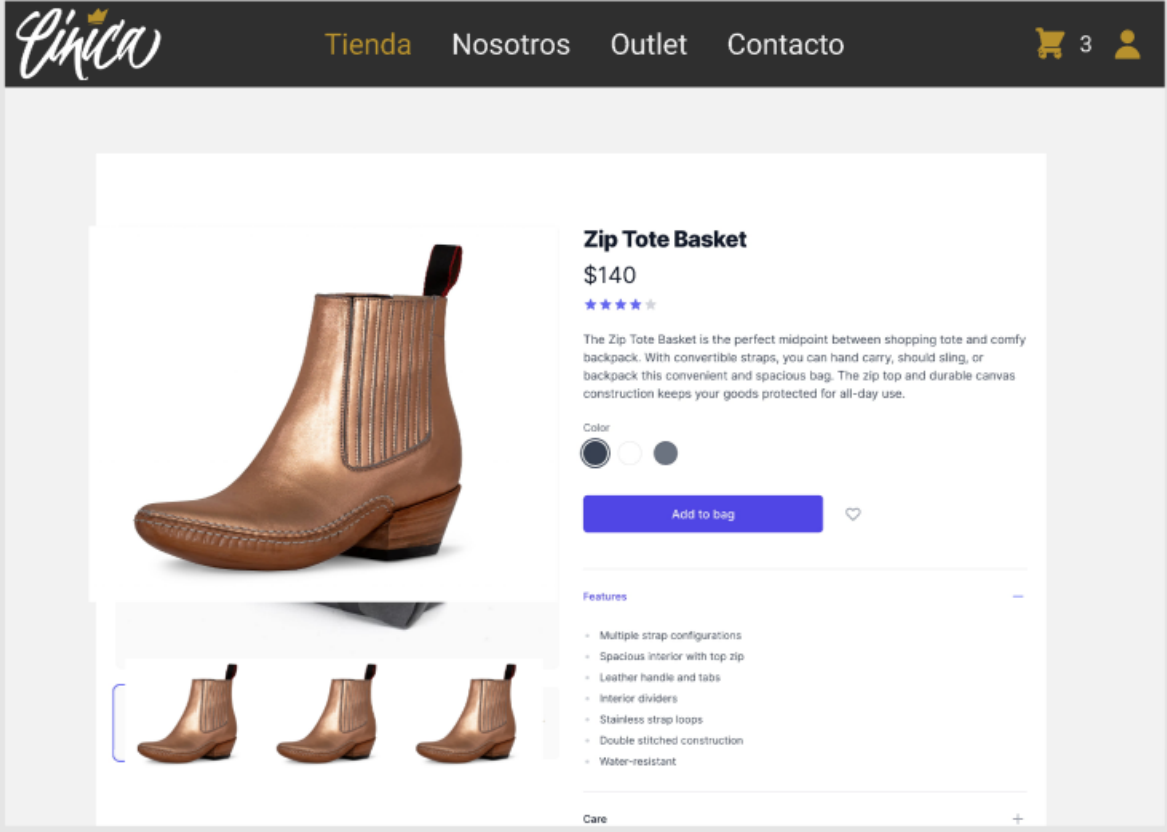 Cínica
Tienda Nosotros Outlet Contacto
3
Zip Tote Basket
$140
The Zip Tote Basket is the perfect midpoint between shopping tote and comfy
backpack. With convertible straps, you can hand carry, should sling, or
backpack this convenient and spacious bag. The zip top and durable canvas
construction keeps your goods protected for all-day use.
Color
Add to bag
Features
Multiple strap configurations
Spacious interior with top zip
Leather handle and tabs
Interior dividers
Stainless strap loops
Double stitched construction
Water-resistant
Care